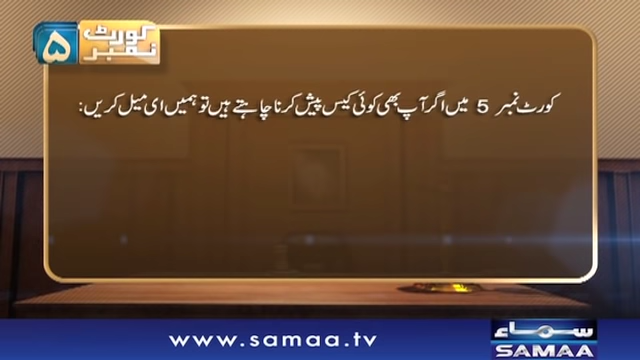 کورٹ نمبر ۵
کورٹ نمبر 5 میں اگر آپ بھی کوئی کیس پیش کرنا چاہتے ہیں تو ہمیں ای میل کریں:
www.samaa.tv
سماء
SAMAA